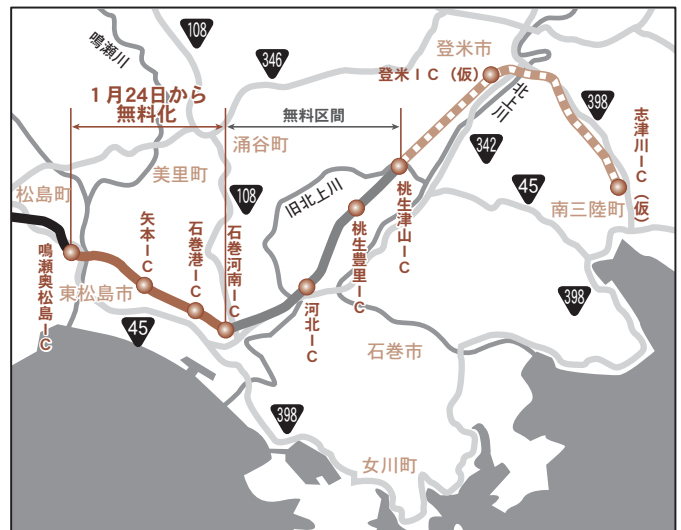 108
鳴瀬川
346
登米市
登米IC（仮）
北上川
398
志津川IC（仮）
1月24日から
無料化
無料区間
涌谷町
342
美里町
108
旧北上川
45
松島町
南三陸町
鳴瀬奥松島IC
矢本IC
石巻港IC
石巻河南IC
河北IC
桃生豊里IC
桃生津山IC
東松島市
45
398
石巻市
398
女川町